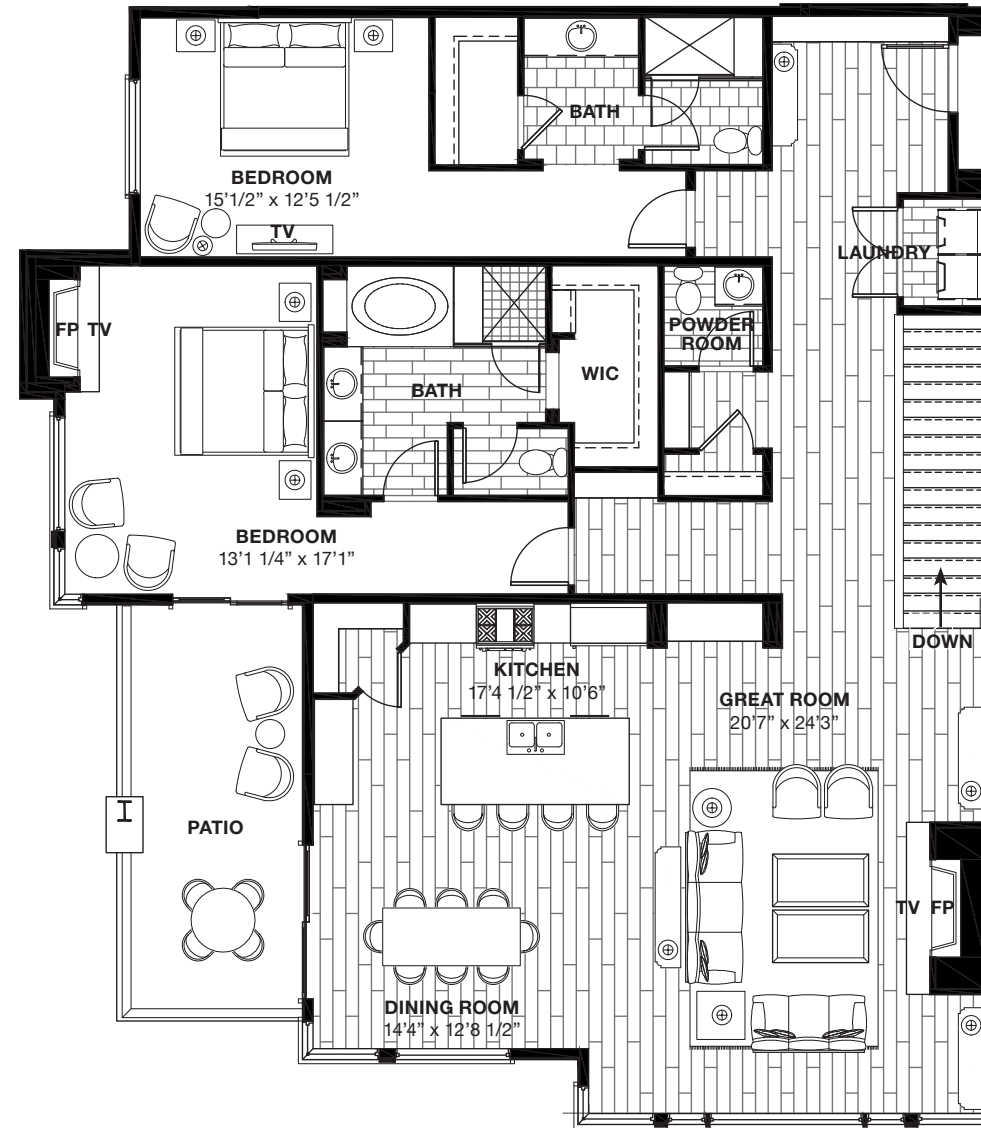 BATH
BEDROOM
15'1/2” x 12'5 1/2”
TV
LAUNDRY
FP TV
POWDER
ROOM
WIC
BATH
BEDROOM
13'1 1/4” x 17'1”
DOWN
KITCHEN
17'4 1/2” x 10'6”
GREAT ROOM
20'7” x 24'3”
PATIO
TV FP
DINING ROOM
14'4” x 12'8 1/2”